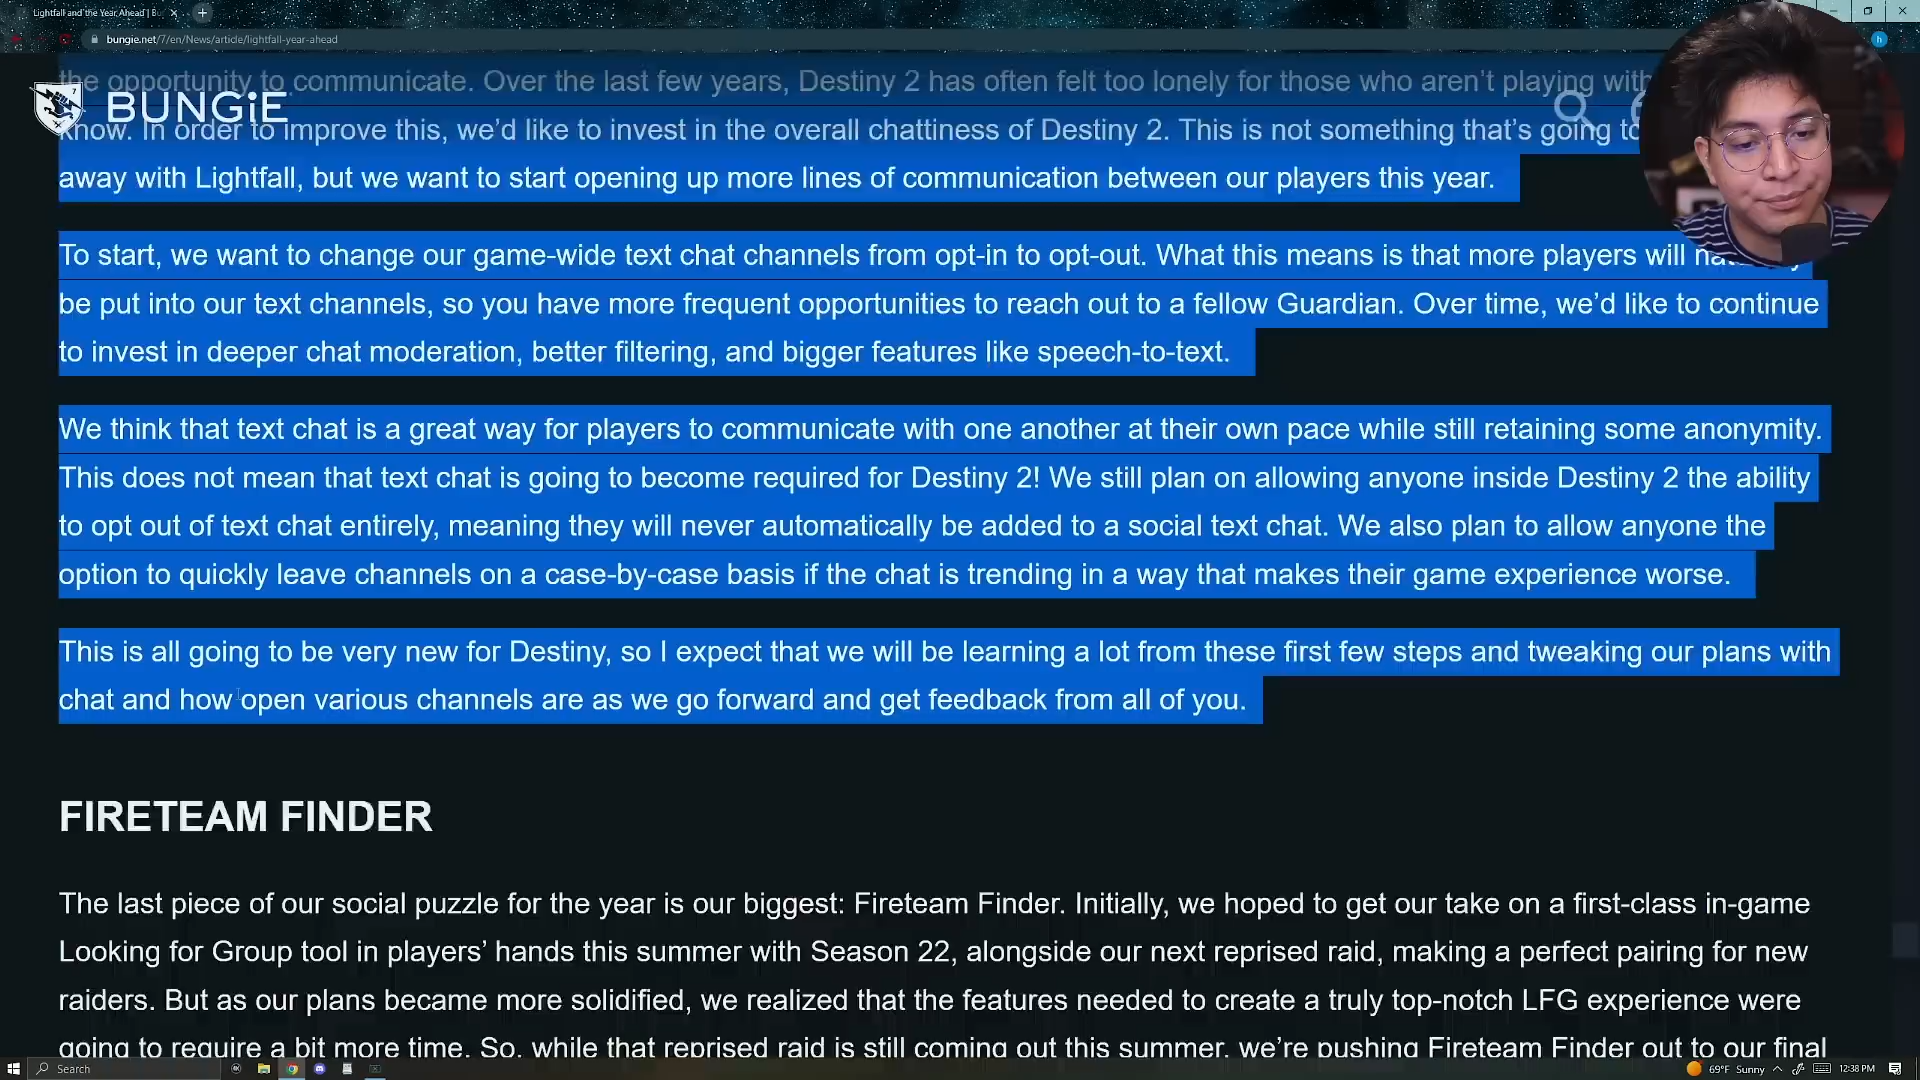 Lightfall and the Year Ahead | Bu
bungie.net/7/en/News/article/lightfall-year-ahead
h
the opportunity to communicate. Over the last few years, Destiny 2 has often felt too lonely for those who aren't playing with
BUNGiE
know. In order to improve this, we'd like to invest in the overall chattiness of Destiny 2. This is not something that's going to
away with Lightfall, but we want to start opening up more lines of communication between our players this year.
To start, we want to change our game-wide text chat channels from opt-in to opt-out. What this means is that more players will
be put into our text channels, so you have more frequent opportunities to reach out to a fellow Guardian. Over time, we'd like to continue
to invest in deeper chat moderation, better filtering, and bigger features like speech-to-text.
We think that text chat is a great way for players to communicate with one another at their own pace while still retaining some anonymity.
This does not mean that text chat is going to become required for Destiny 2! We still plan on allowing anyone inside Destiny 2 the ability
to opt out of text chat entirely, meaning they will never automatically be added to a social text chat. We also plan to allow anyone the
option to quickly leave channels on a case-by-case basis if the chat is trending in a way that makes their game experience worse.
This is all going to be very new for Destiny, so I expect that we will be learning a lot from these first few steps and tweaking our plans with
chat and how open various channels are as we go forward and get feedback from all of you.
FIRETEAM FINDER
The last piece of our social puzzle for the year is our biggest: Fireteam Finder. Initially, we hoped to get our take on a first-class in-game
Looking for Group tool in players' hands this summer with Season 22, alongside our next reprised raid, making a perfect pairing for new
raiders. But as our plans became more solidified, we realized that the features needed to create a truly top-notch LFG experience were
going to require a bit more time. So, while that reprised raid is still coming out this summer, we're pushing Fireteam Finder out to our final
Search
69°F Sunny
12:38 PM